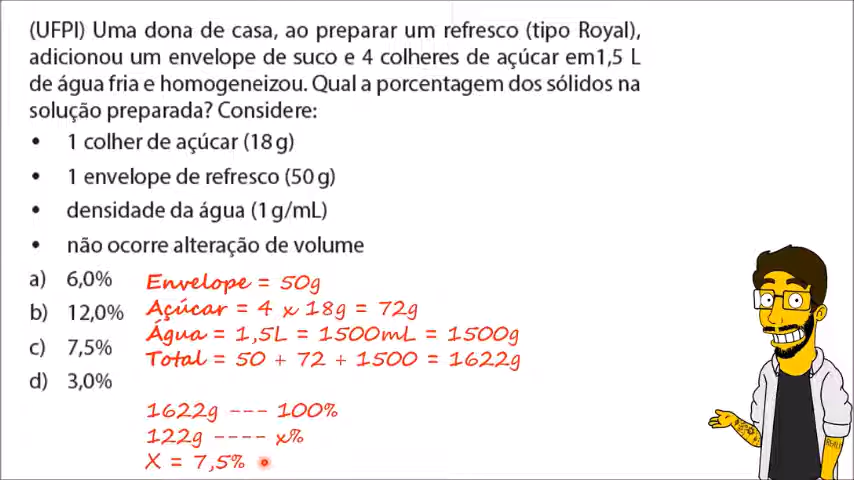 (UFPI) Uma dona de casa, ao preparar um refresco (tipo Royal),
adicionou um envelope de suco e 4 colheres de açúcar em1,5 L
de água fria e homogeneizou. Qual a porcentagem dos sólidos na
solução preparada? Considere:
• 1 colher de açúcar (18 g)
• 1 envelope de refresco (50 g)
• densidade da água (1 g/mL)
• não ocorre alteração de volume
a) 6,0%
b) 12,0%
c) 7,5%
d) 3,0%
Envelope = 50g
Açúcar = 4 x 18g = 72g
Água = 1,5L = 1500mL = 1500g
Total = 50 + 72 + 1500 = 1622g
1622g --- 100%
122g ---- x%
X = 7,5%